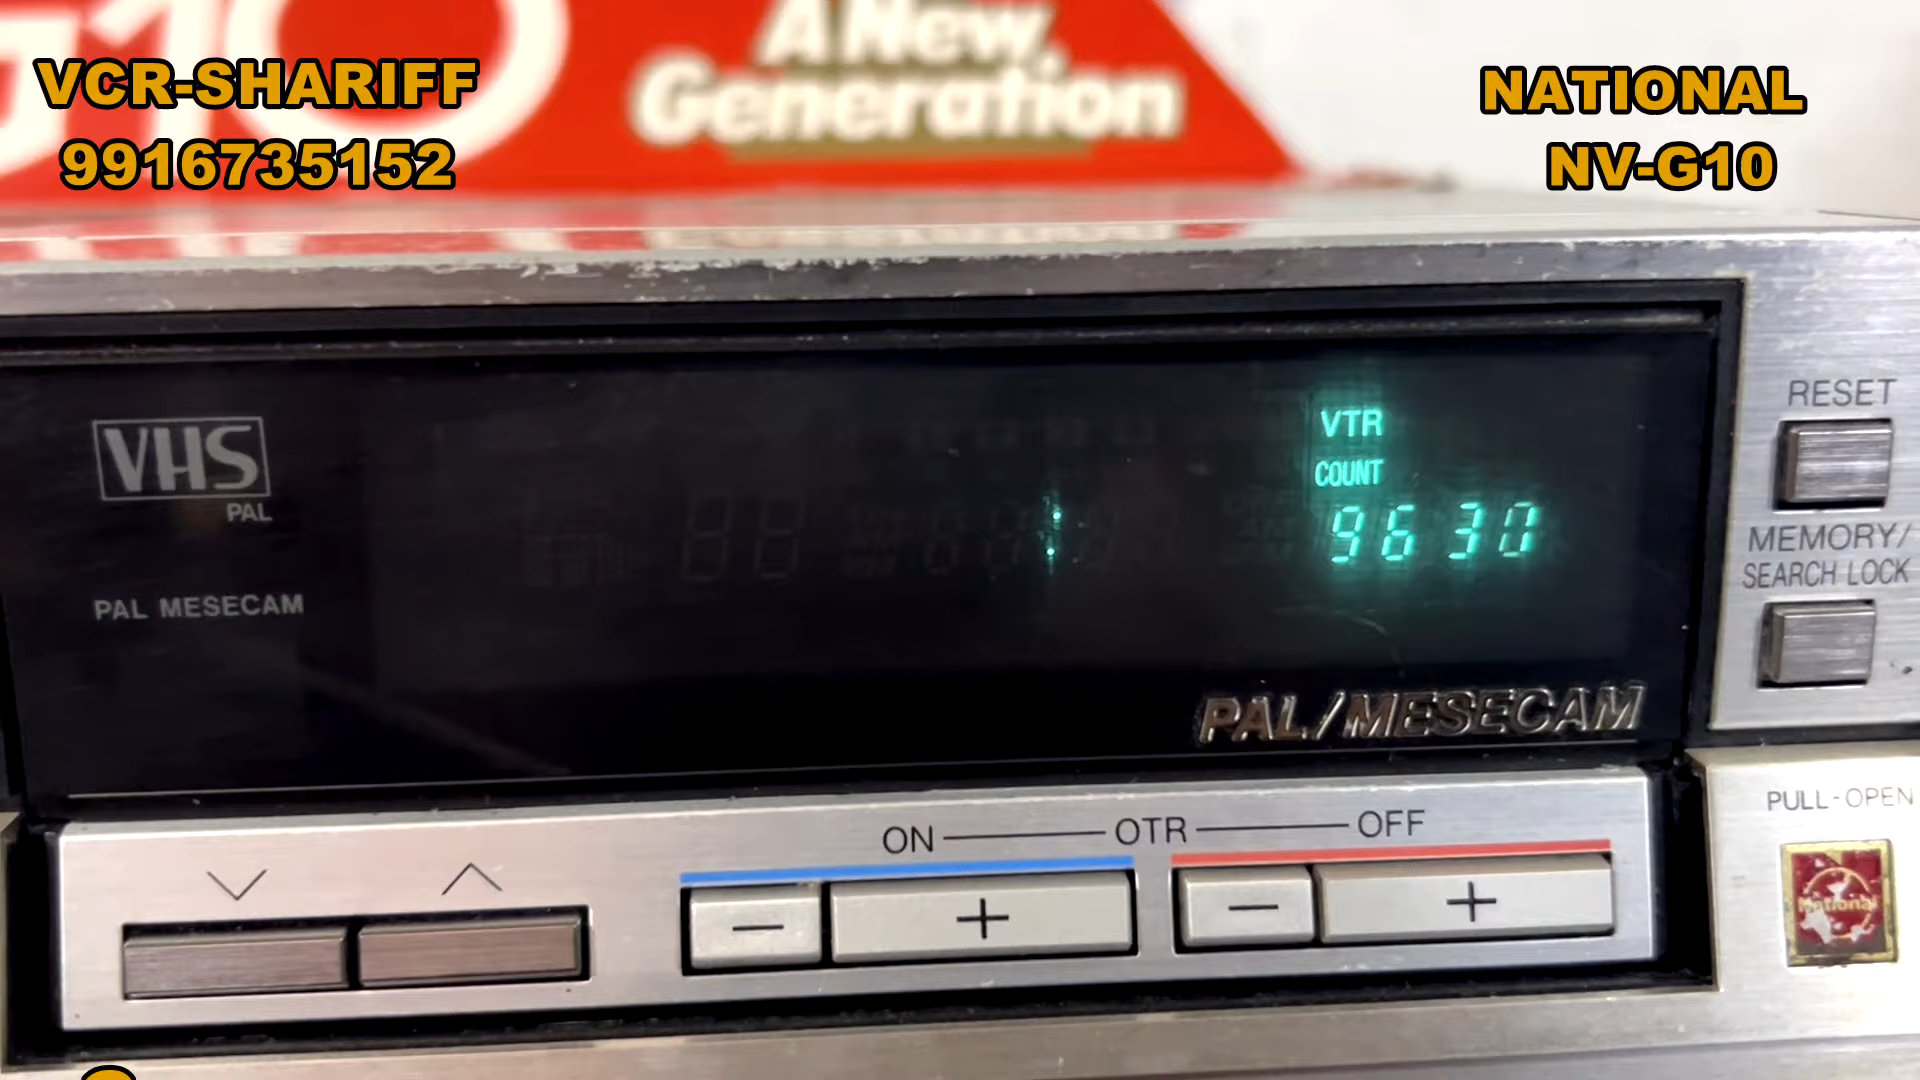 G10
A New
Generation
VCR-SHARIFF
9916735152
NATIONAL
NV-G10
VHS
PAL
PAL MESECAM
VTR
COUNT
9630
PAL/MESECAM
RESET
MEMORY/
SEARCH LOCK
PULL-OPEN
National
ON OTR OFF
- + - +